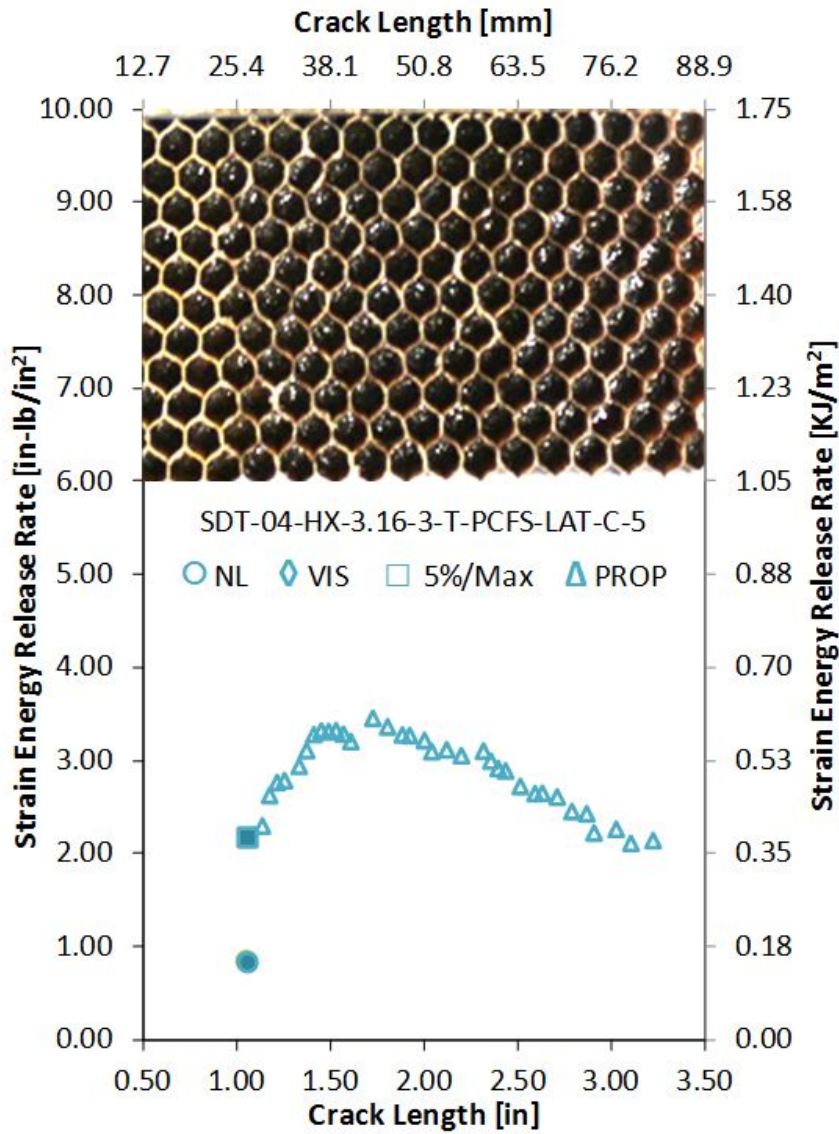 Crack Length [mm]
12.7 25.4 38.1 50.8 63.5 76.2 88.9
Strain Energy Release Rate [in-lb/in²]
10.00
9.00
8.00
7.00
6.00
5.00
4.00
3.00
2.00
1.00
0.00
SDT-04-HX-3.16-3-T-PCFS-LAT-C-5
NL VIS 5%/Max PROP
1.75
1.58
1.40
1.23
1.05
0.88
0.70
0.53
0.35
0.18
0.00
Strain Energy Release Rate [KJ/m²]
0.50 1.00 1.50 2.00 2.50 3.00 3.50
Crack Length [in]